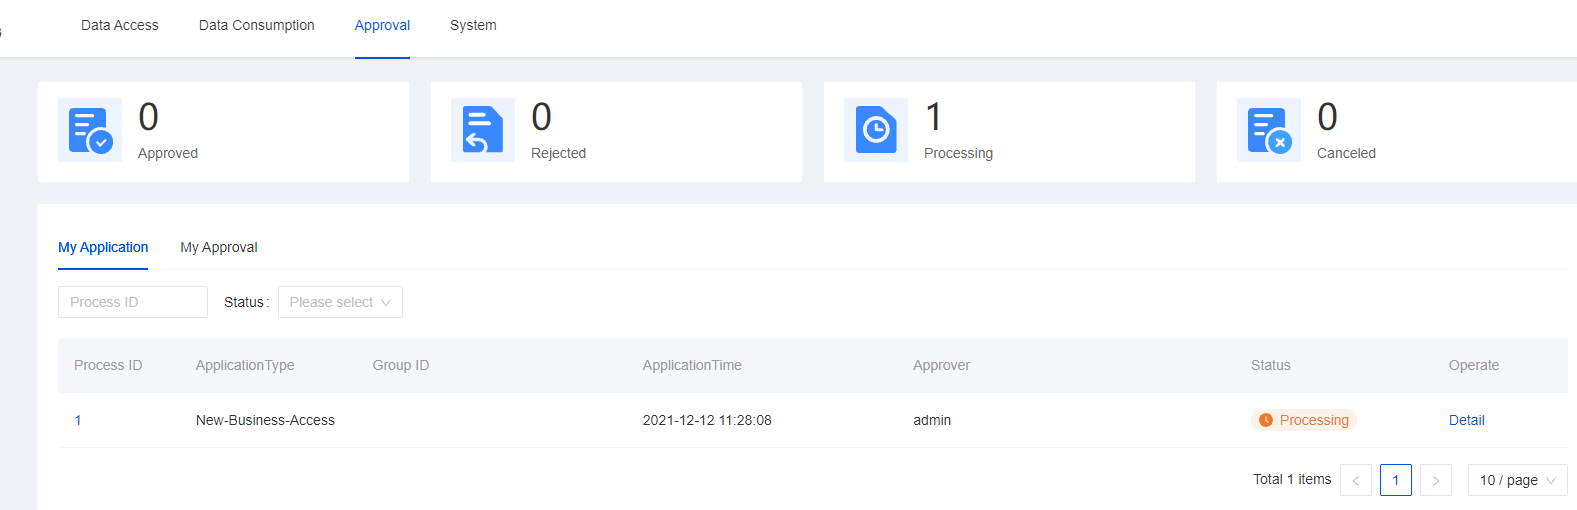 Data Access Data Consumption Approval System
0 0 1 0
Approved Rejected Processing Canceled
My Application My Approval
Process ID Status: Please select
Process ID ApplicationType Group ID ApplicationTime Approver Status Operate
1 New-Business-Access 2021-12-12 11:28:08 admin Processing Detail
Total 1 items < 1 > 10 / page